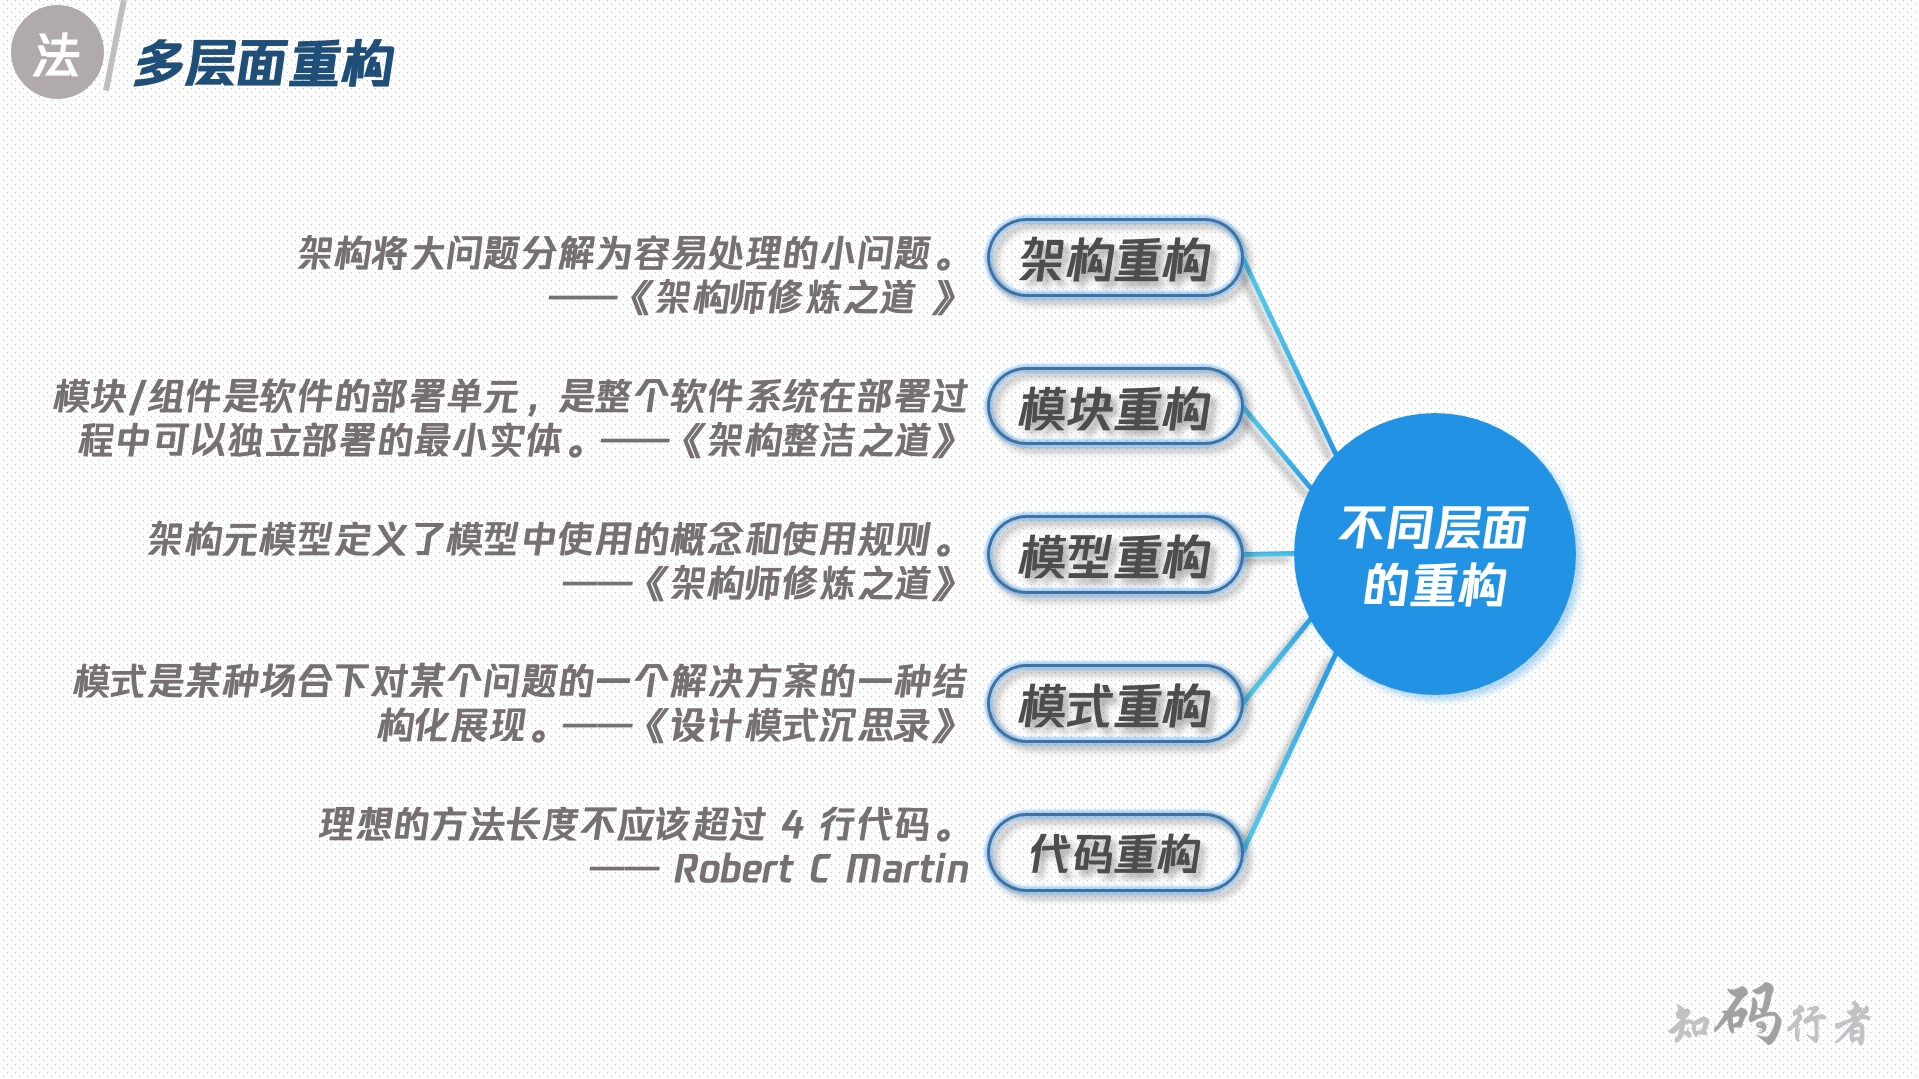 法
多层面重构
架构将大问题分解为容易处理的小问题。
——《架构师修炼之道 》
架构重构
模块/组件是软件的部署单元，是整个软件系统在部署过
程中可以独立部署的最小实体。——《架构整洁之道》
模块重构
架构元模型定义了模型中使用的概念和使用规则。
——《架构师修炼之道》
模型重构
模式是某种场合下对某个问题的一个解决方案的一种结
构化展现。——《设计模式沉思录》
模式重构
理想的方法长度不应该超过 4 行代码。
—— Robert C Martin
代码重构
不同层面
的重构
知码行者